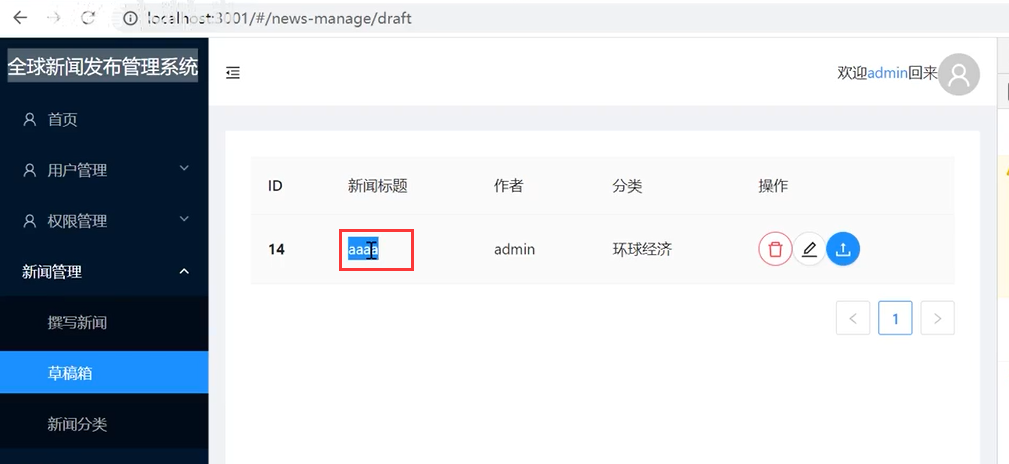 localhost:3001/#/news-manage/draft
全球新闻发布管理系统
欢迎admin回来
首页
用户管理
权限管理
新闻管理
撰写新闻
草稿箱
新闻分类
ID 新闻标题 作者 分类 操作
14 aaaa admin 环球经济
1